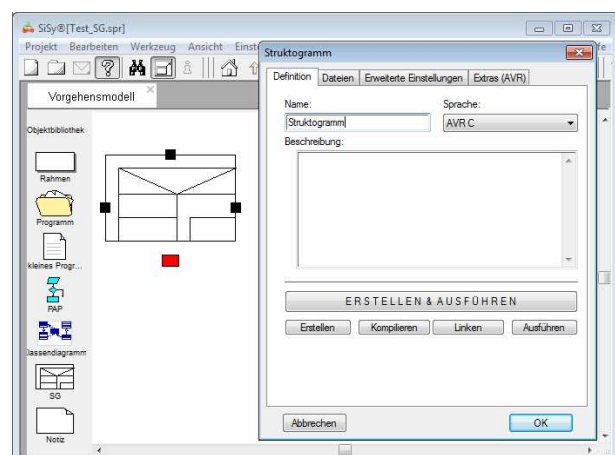 SiSy®[Test_SG.spr]
Projekt Bearbeiten Werkzeug Ansicht Einst
Struktogramm
Definition Dateien Erweiterte Einstellungen Extras (AVR)
Vorgehensmodell
Name: Sprache:
Struktogramm AVR C
Beschreibung:
Objektbibliothek
Rahmen
Programm
kleines Progr...
PAP
lassendiagramm
SG
Notiz
ERSTELLEN & AUSFÜHREN
Erstellen Kompilieren Linken Ausführen
Abbrechen OK